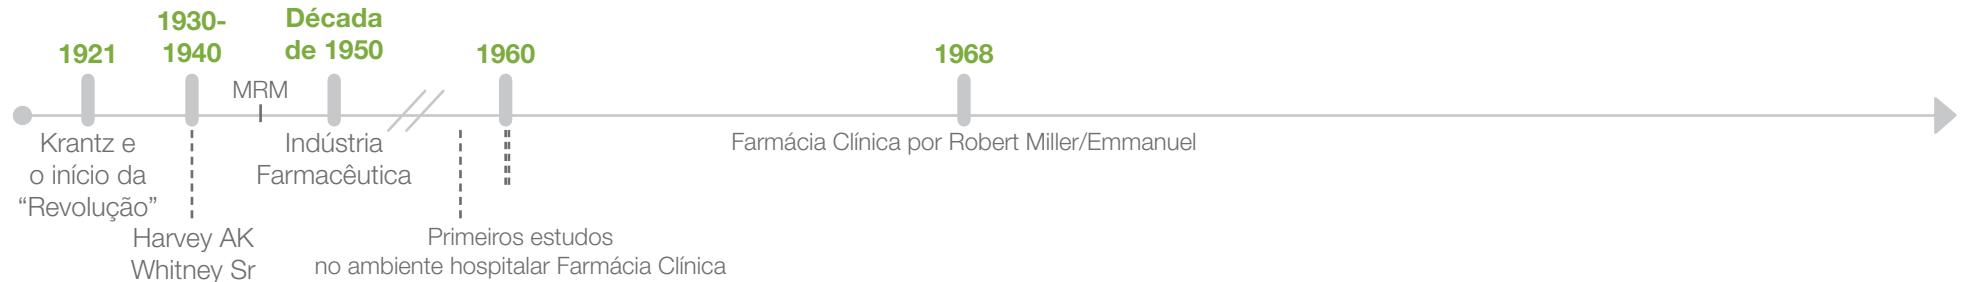 1921
1930-
1940
Década
de 1950
1960
1968
MRM
Krantz e
o início da
“Revolução”
Harvey AK
Whitney Sr
Indústria
Farmacêutica
Primeiros estudos
no ambiente hospitalar Farmácia Clínica
Farmácia Clínica por Robert Miller/Emmanuel